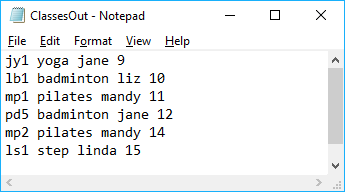 ClassesOut - Notepad
File Edit Format View Help
jy1 yoga jane 9
lb1 badminton liz 10
mp1 pilates mandy 11
pd5 badminton jane 12
mp2 pilates mandy 14
ls1 step linda 15